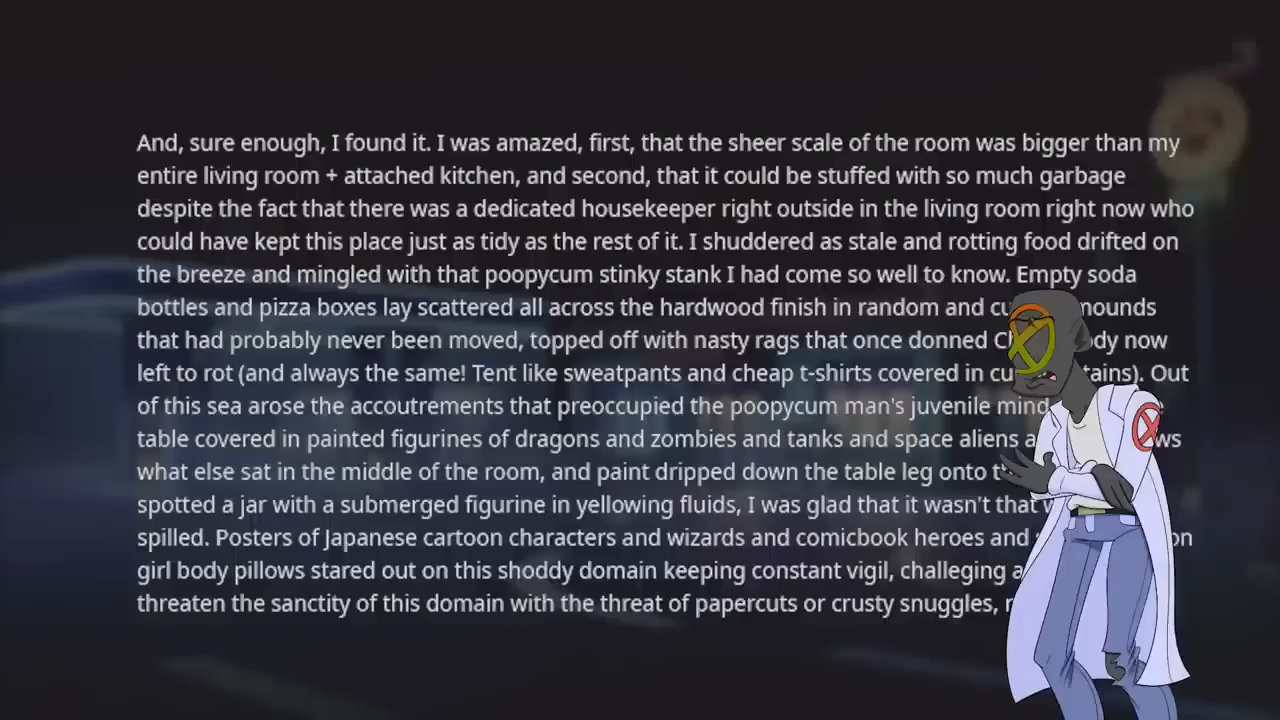 And, sure enough, I found it. I was amazed, first, that the sheer scale of the room was bigger than my
entire living room + attached kitchen, and second, that it could be stuffed with so much garbage
despite the fact that there was a dedicated housekeeper right outside in the living room right now who
could have kept this place just as tidy as the rest of it. I shuddered as stale and rotting food drifted on
the breeze and mingled with that poopycum stinky stank I had come so well to know. Empty soda
bottles and pizza boxes lay scattered all across the hardwood finish in random and mounds
that had probably never been moved, topped off with nasty rags that once donned now
left to rot (and always the same! Tent like sweatpants and cheap t-shirts covered in Out
of this sea arose the accoutrements that preoccupied the poopycum man's juvenile mind
table covered in painted figurines of dragons and zombies and tanks and space aliens
what else sat in the middle of the room, and paint dripped down the table leg onto
spotted a jar with a submerged figurine in yellowing fluids, I was glad that it wasn't that
spilled. Posters of Japanese cartoon characters and wizards and comicbook heroes and
girl body pillows stared out on this shoddy domain keeping constant vigil, challeging
threaten the sanctity of this domain with the threat of papercuts or crusty snuggles,